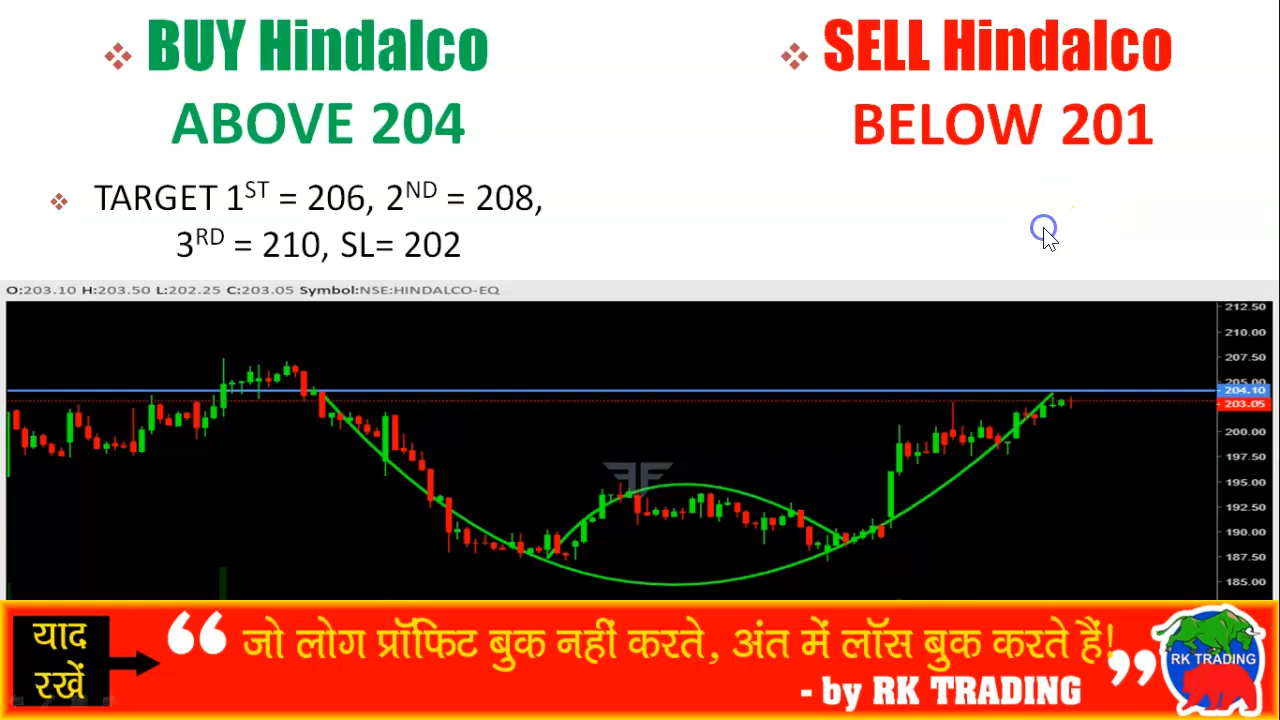 BUY Hindalco
ABOVE 204
TARGET 1ST = 206, 2ND = 208,
3RD = 210, SL= 202
SELL Hindalco
BELOW 201
O:203.10 H:203.50 L:202.25 C:203.05 Symbol:NSE:HINDALCO-EQ
212.50
210.00
207.50
205.00
204.10
203.05
200.00
197.50
195.00
192.50
190.00
187.50
185.00
याद
रखें
“जो लोग प्रॉफिट बुक नहीं करते, अंत में लॉस बुक करते हैं!”
- by RK TRADING
RK TRADING